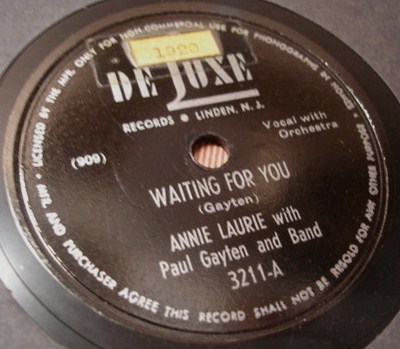 1920
DE LUXE
RECORDS • LINDEN, N. J.
Vocal with
Orchestra
(909)
WAITING FOR YOU
(Gayten)
ANNIE LAURIE with
Paul Gayten and Band
3211-A
• LICENSED BY THE MFR. ONLY FOR NON-COMMERCIAL USE FOR PHONOGRAPHS IN HOMES •
MFR. AND PURCHASER AGREE THIS RECORD SHALL NOT BE RESOLD FOR ANY OTHER PURPOSE